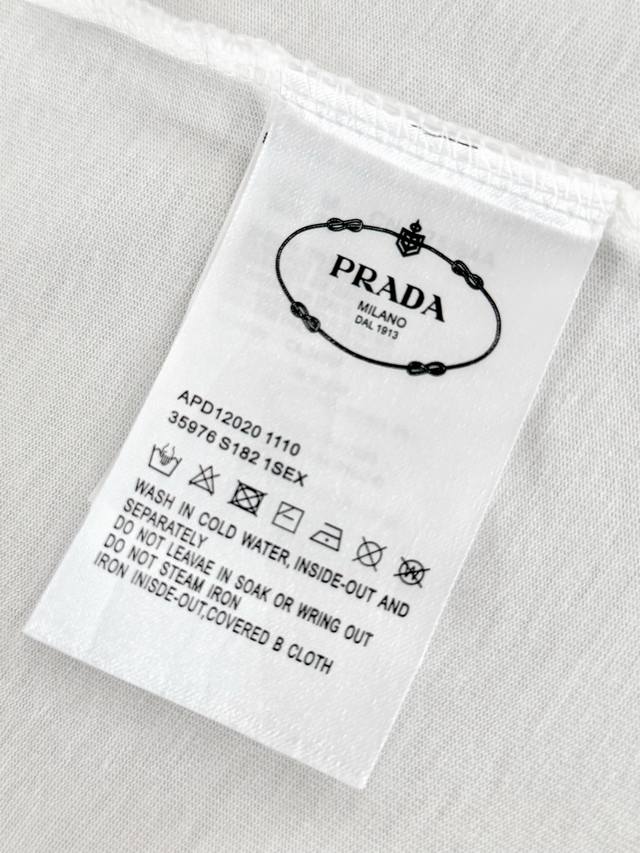 PRADA
MILANO
DAL 1913
APD12020 1110
35976 S182 1SEX
WASH IN COLD WATER, INSIDE-OUT AND
SEPARATELY
DO NOT LEAVAE IN SOAK OR WRING OUT
DO NOT STEAM IRON
IRON INISDE-OUT,COVERED B CLOTH